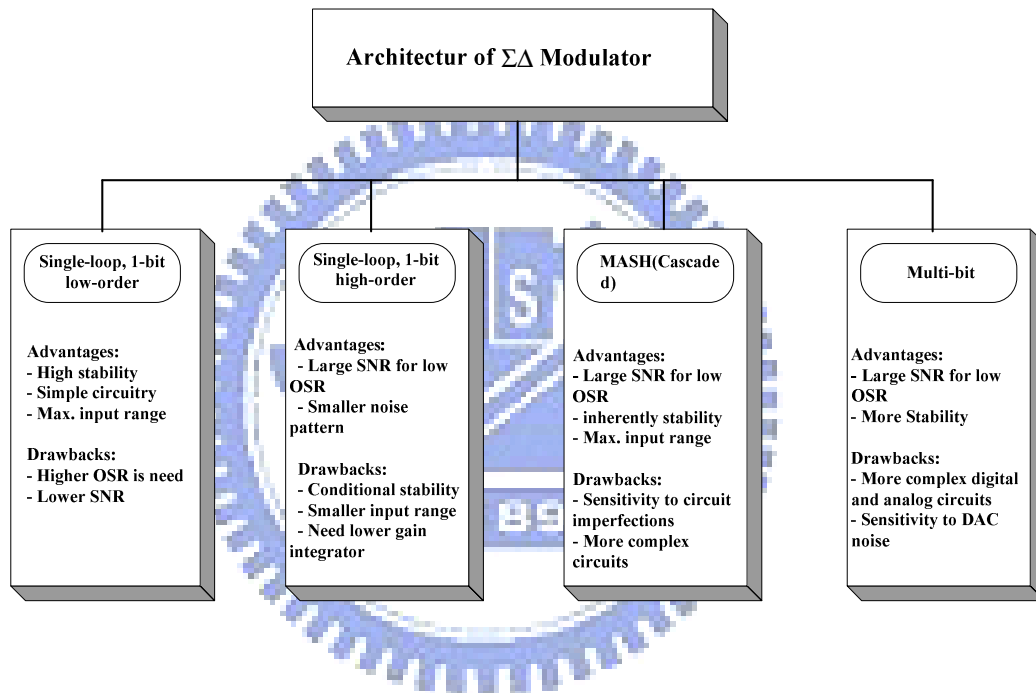 Architectur of ΣΔ Modulator
Single-loop, 1-bit
low-order
Advantages:
- High stability
- Simple circuitry
- Max. input range
Drawbacks:
- Higher OSR is need
- Lower SNR
Single-loop, 1-bit
high-order
Advantages:
- Large SNR for low
OSR
- Smaller noise
pattern
Drawbacks:
- Conditional stability
- Smaller input range
- Need lower gain
integrator
MASH(Cascade
d)
Advantages:
- Large SNR for low
OSR
- inherently stability
- Max. input range
Drawbacks:
- Sensitivity to circuit
imperfections
- More complex
circuits
Multi-bit
Advantages:
- Large SNR for low
OSR
- More Stability
Drawbacks:
- More complex digital
and analog circuits
- Sensitivity to DAC
noise